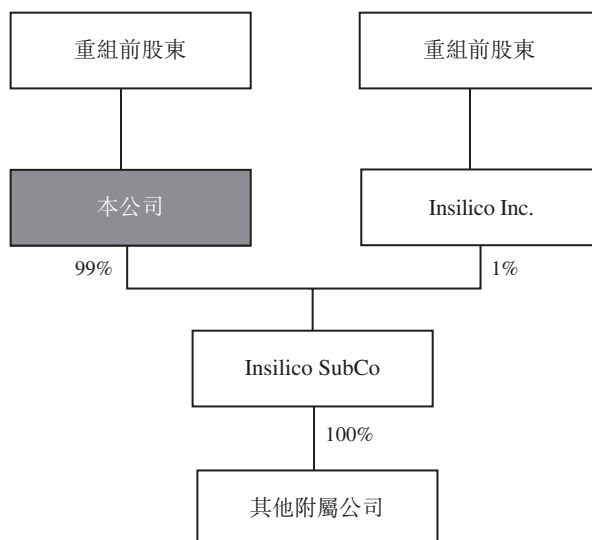 重組前股東
重組前股東
本公司
Insilico Inc.
99%
1%
Insilico SubCo
100%
其他附屬公司